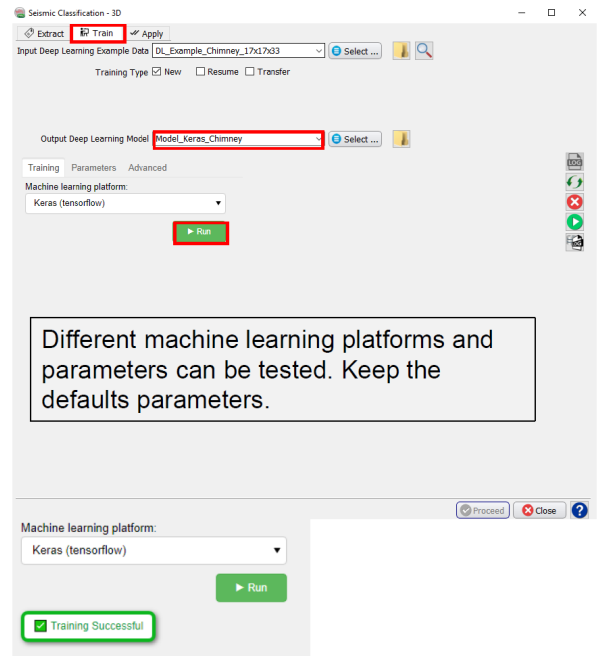 Seismic Classification - 3D
Extract Train Apply
Input Deep Learning Example Data DL_Example_Chimney_17x17x33 Select ...
Training Type New Resume Transfer
Output Deep Learning Model Model_Keras_Chimney Select ...
LOG
Training Parameters Advanced
Machine learning platform:
Keras (tensorflow)
Run
Different machine learning platforms and
parameters can be tested. Keep the
defaults parameters.
Proceed Close ?
Machine learning platform:
Keras (tensorflow)
Run
Training Successful